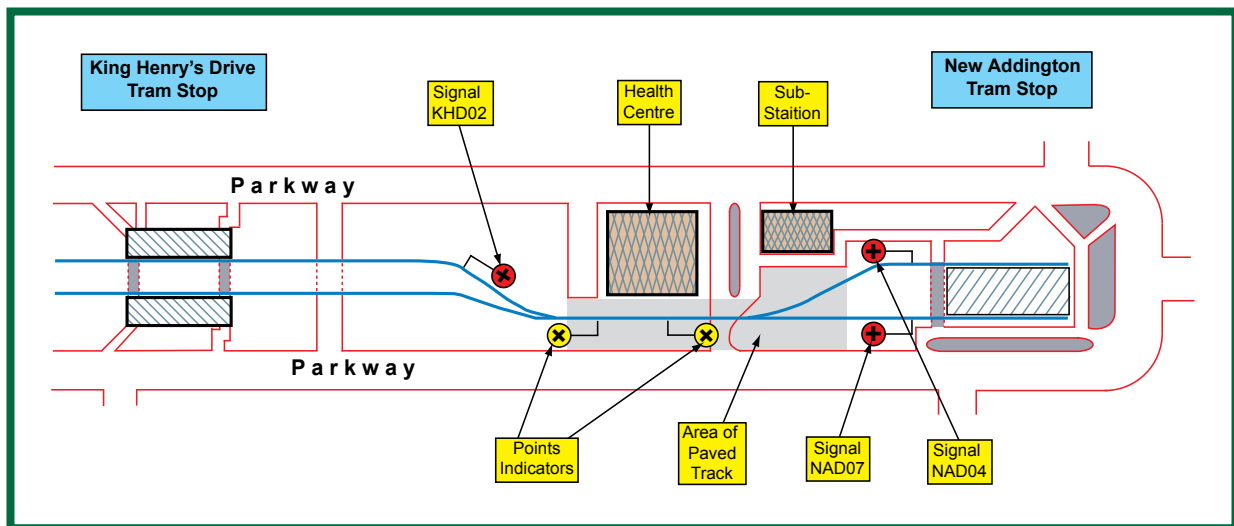 King Henry's Drive
Tram Stop
Signal
KHD02
Health
Centre
Sub-
Staition
New Addington
Tram Stop
Parkway
Parkway
Points
Indicators
Area of
Paved
Track
Signal
NAD07
Signal
NAD04